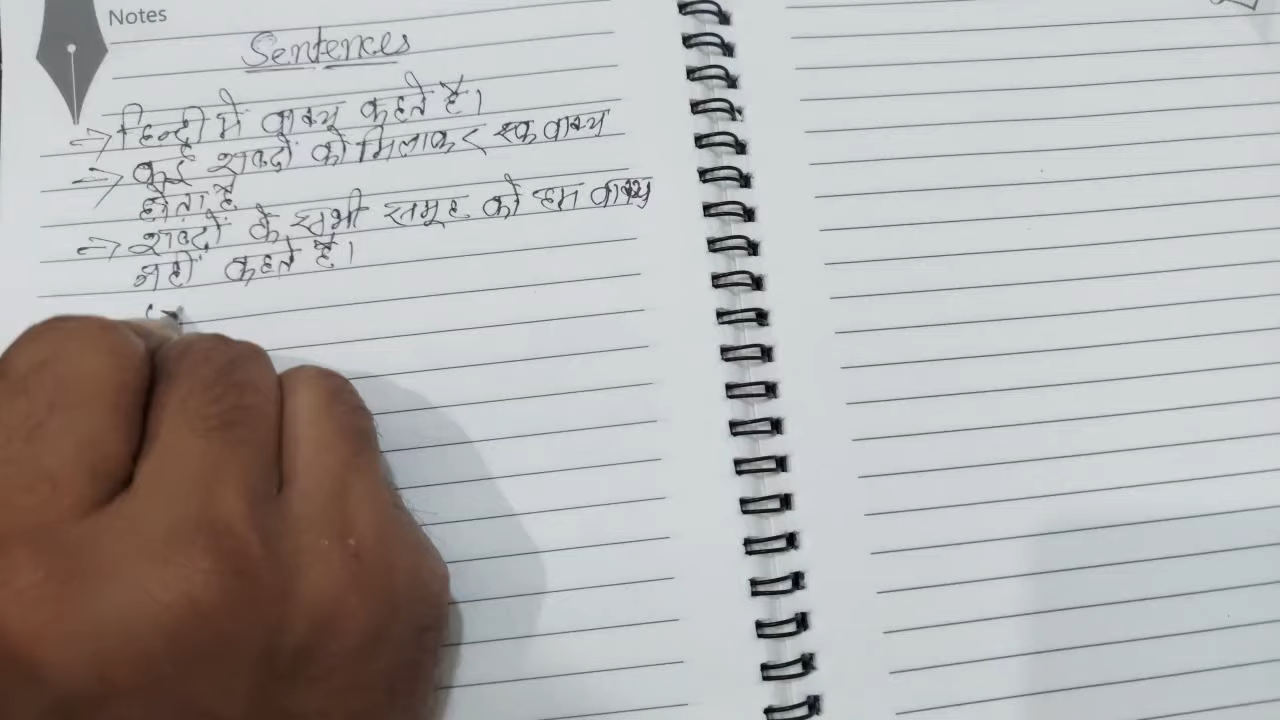 Notes
Sentences
→ हिन्दी में वाक्य कहते हैं।
→ कई शब्दों को मिलाकर एक वाक्य
होता है
→ शब्दों के सभी समूह को हम वाक्य
नहीं कहते हैं।